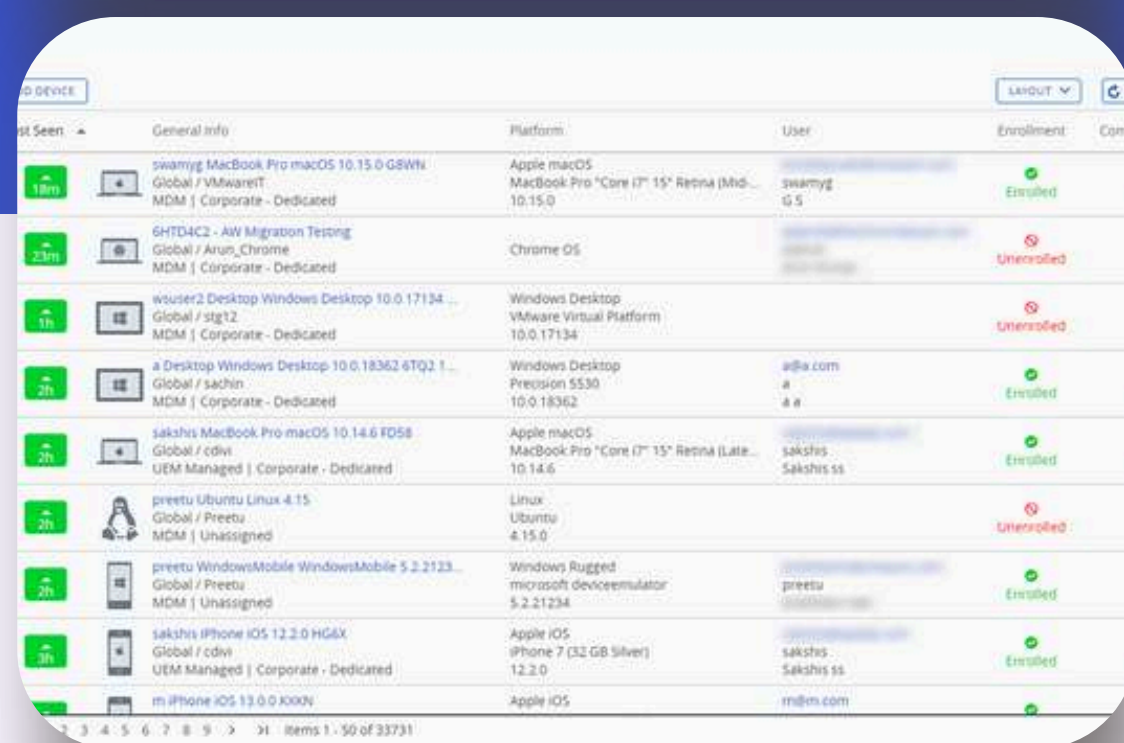 D DEVICE
LAYOUT
st Seen General Info Platform User Enrollment Com
18m
swamyg MacBook Pro macOS 10.15.0 G8WN
Global / VMwareIT
MDM | Corporate - Dedicated
Apple macOS
MacBook Pro "Core i7" 15" Retina (Mid-...
10.15.0
swamyg
G S
Enrolled
23m
6HTD4C2 - AW Migration Testing
Global / Arun_Chrome
MDM | Corporate - Dedicated
Chrome OS
Unenrolled
1h
wsuser2 Desktop Windows Desktop 10.0.17134 ...
Global / stg12
MDM | Corporate - Dedicated
Windows Desktop
VMware Virtual Platform
10.0.17134
Unenrolled
2h
a Desktop Windows Desktop 10.0.18362 6TQ2 1...
Global / sachin
MDM | Corporate - Dedicated
Windows Desktop
Precision 5530
10.0.18362
a@a.com
a
a a
Enrolled
2h
sakshis MacBook Pro macOS 10.14.6 FD58
Global / cdivi
UEM Managed | Corporate - Dedicated
Apple macOS
MacBook Pro "Core i7" 15" Retina (Late...
10.14.6
sakshis
Sakshis ss
Enrolled
2h
preetu Ubuntu Linux 4.15
Global / Preetu
MDM | Unassigned
Linux
Ubuntu
4.15.0
Unenrolled
2h
preetu WindowsMobile WindowsMobile 5.2.2123...
Global / Preetu
MDM | Unassigned
Windows Rugged
microsoft deviceemulator
5.2.21234
preetu
Enrolled
3h
sakshis iPhone iOS 12.2.0 HG6X
Global / cdivi
UEM Managed | Corporate - Dedicated
Apple iOS
iPhone 7 (32 GB Silver)
12.2.0
sakshis
Sakshis ss
Enrolled
m iPhone iOS 13.0.0 KXKN
Apple iOS
m@m.com
2 3 4 5 6 7 8 9 Items 1 - 50 of 33731